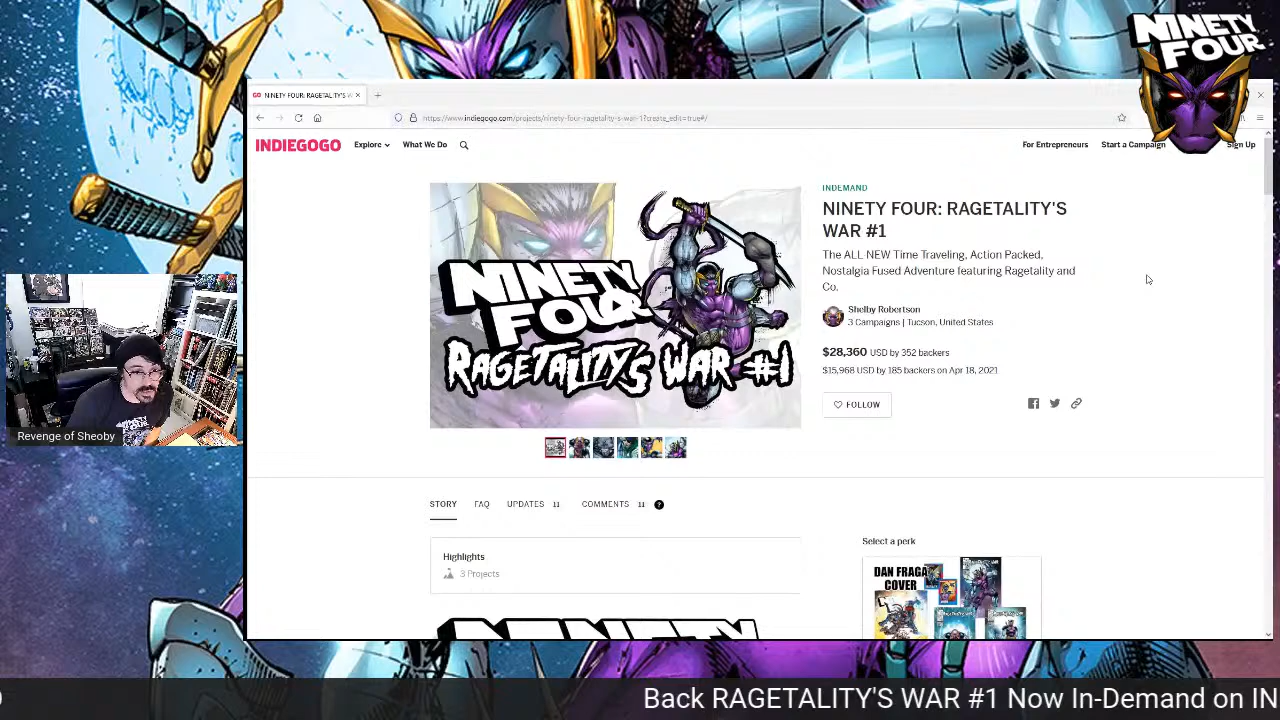 NINETY
FOUR
NINETY FOUR: RAGETALITY'S W
https://www.indiegogo.com/projects/ninety-four-ragetality-s-war-1?create_edit=true#/
INDIEGOGO Explore What We Do For Entrepreneurs Start a Campaign Sign Up
NINETY
FOUR
RAGETALITY'S WAR #1
INDEMAND
NINETY FOUR: RAGETALITY'S
WAR #1
The ALL NEW Time Traveling, Action Packed,
Nostalgia Fused Adventure featuring Ragetality and
Co.
Shelby Robertson
3 Campaigns | Tucson, United States
$28,360 USD by 352 backers
$15,968 USD by 185 backers on Apr 18, 2021
FOLLOW
Revenge of Sheoby
STORY FAQ UPDATES 11 COMMENTS 11 ?
Highlights
3 Projects
Select a perk
DAN FRAGA
COVER
NINETY
Back RAGETALITY'S WAR #1 Now In-Demand on IN